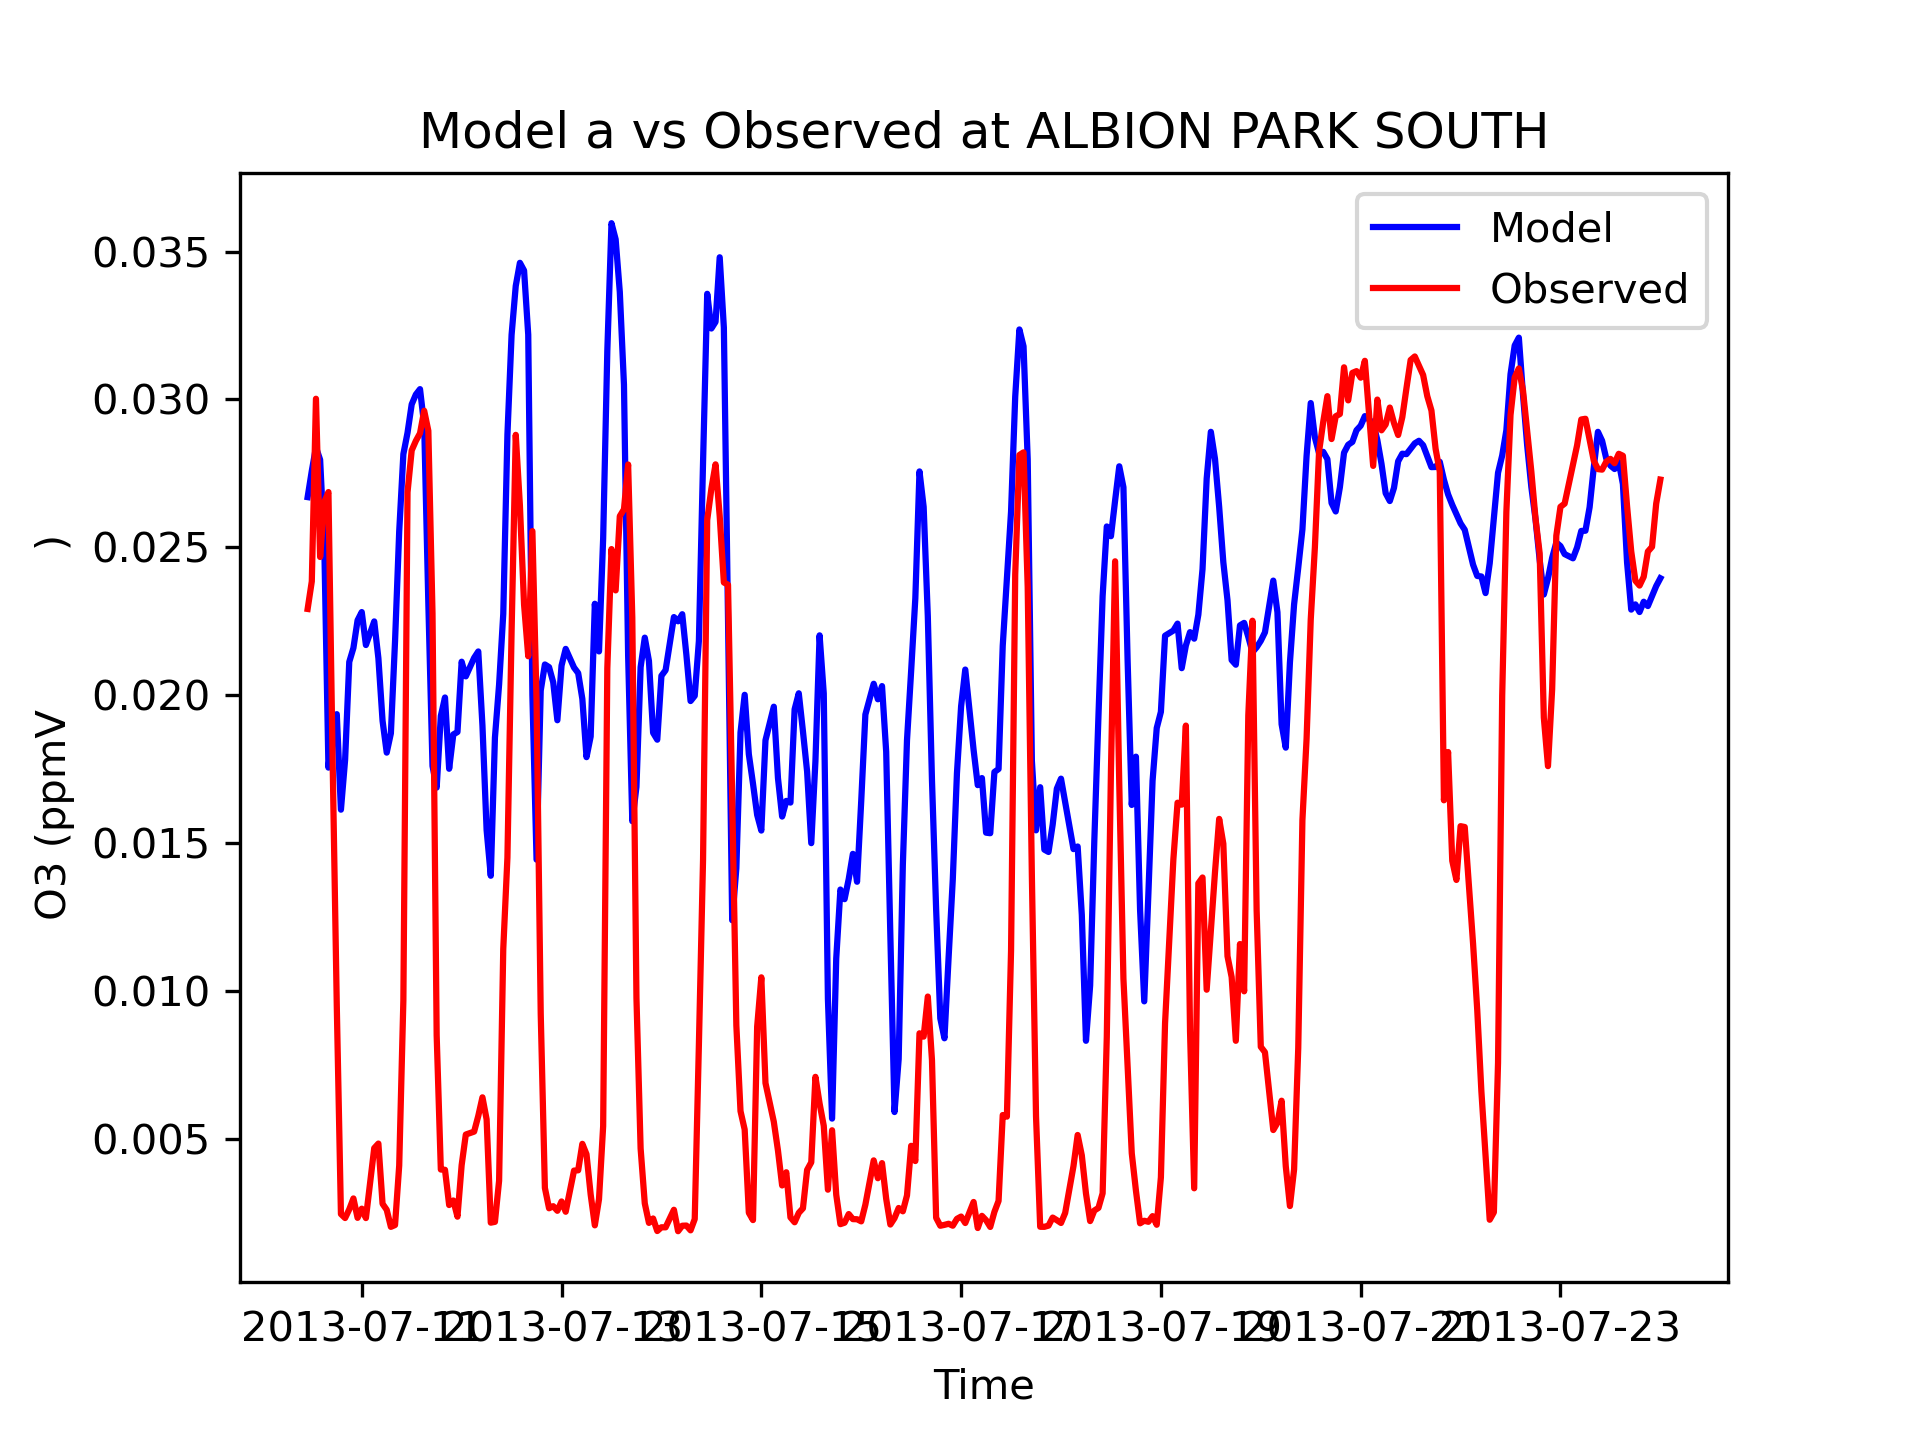 Model a vs Observed at ALBION PARK SOUTH
Model
Observed
0.035
0.030
0.025
0.020
0.015
0.010
0.005
O3 (ppmV )
2013-07-11
2013-07-13
2013-07-15
2013-07-17
2013-07-19
2013-07-21
2013-07-23
Time